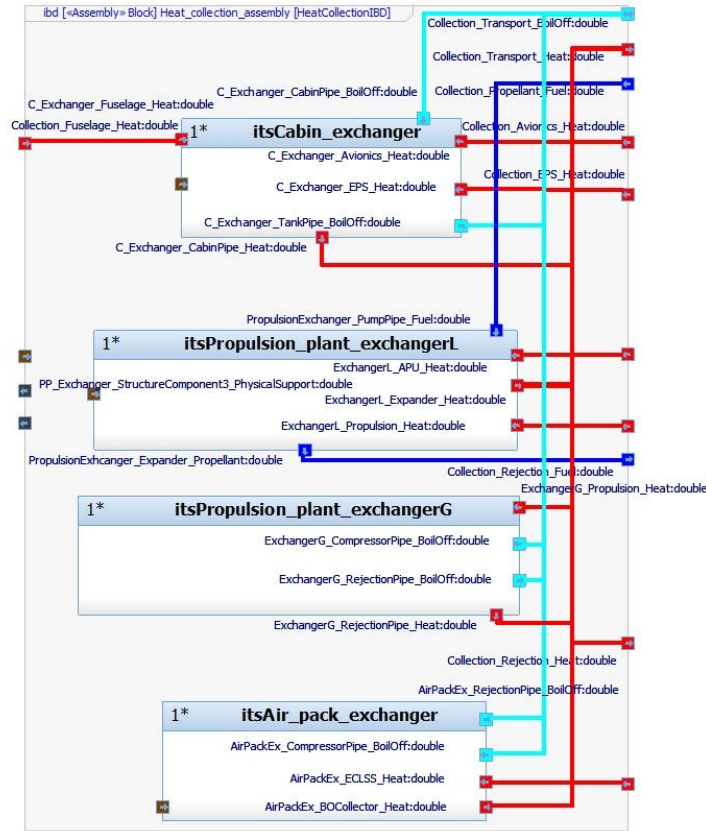 ibd [«Assembly» Block] Heat_collection_assembly [HeatCollectionIBD]
Collection_Transport_BoilOff:double
Collection_Transport_Heat:double
C_Exchanger_CabinPipe_BoilOff:double
Collection_Propellant_Fuel:double
C_Exchanger_Fuselage_Heat:double
Collection_Fuselage_Heat:double
1* itsCabin_exchanger
Collection_Avionics_Heat:double
C_Exchanger_Avionics_Heat:double
Collection_EPS_Heat:double
C_Exchanger_EPS_Heat:double
C_Exchanger_TankPipe_BoilOff:double
C_Exchanger_CabinPipe_Heat:double
PropulsionExchanger_PumpPipe_Fuel:double
1* itsPropulsion_plant_exchangerL
ExchangerL_APU_Heat:double
PP_Exchanger_StructureComponent3_PhysicalSupport:double
ExchangerL_Expander_Heat:double
ExchangerL_Propulsion_Heat:double
PropulsionExhcanger_Expander_Propellant:double
Collection_Rejection_Fuel:double
ExchangerG_Propulsion_Heat:double
1* itsPropulsion_plant_exchangerG
ExchangerG_CompressorPipe_BoilOff:double
ExchangerG_RejectionPipe_BoilOff:double
ExchangerG_RejectionPipe_Heat:double
Collection_Rejection_Heat:double
AirPackEx_RejectionPipe_BoilOff:double
1* itsAir_pack_exchanger
AirPackEx_CompressorPipe_BoilOff:double
AirPackEx_ECLSS_Heat:double
AirPackEx_BOCollector_Heat:double